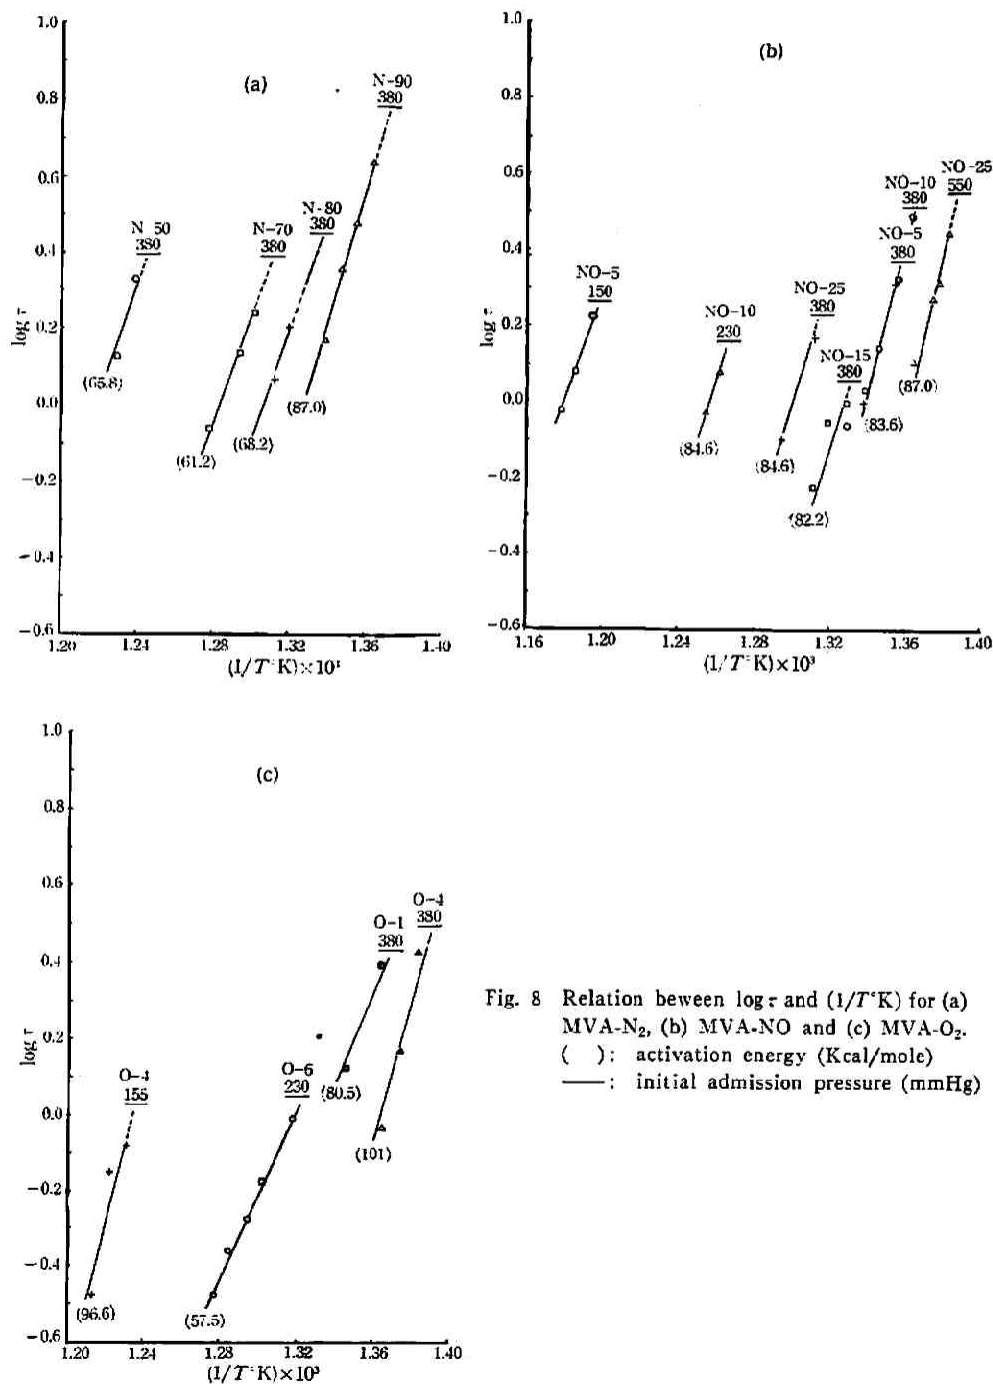 (a)
log τ
1.0
0.8
0.6
0.4
0.2
0.0
−0.2
−0.4
−0.6
N-50
380
(65.8)
N-70
380
(61.2)
N-80
380
(68.2)
N-90
380
(87.0)
1.20 1.24 1.28 1.32 1.36 1.40
(1/T°K)×10³
(b)
log τ
1.0
0.8
0.6
0.4
0.2
0.0
−0.2
−0.4
−0.6
NO-5
150
NO-10
230
(84.6)
NO-25
380
(84.6)
NO-15
380
(82.2)
NO-5
380
(83.6)
NO-10
380
NO-25
550
(87.0)
1.16 1.20 1.24 1.28 1.32 1.36 1.40
(1/T°K)×10³
(c)
log τ
1.0
0.8
0.6
0.4
0.2
0.0
−0.2
−0.4
−0.6
O-4
155
(96.6)
O-6
230
(57.5)
O-1
380
(80.5)
O-4
380
(101)
1.20 1.24 1.28 1.32 1.36 1.40
(1/T°K)×10³
Fig. 8 Relation beween log τ and (1/T°K) for (a)
MVA-N₂, (b) MVA-NO and (c) MVA-O₂.
( ): activation energy (Kcal/mole)
—: initial admission pressure (mmHg)